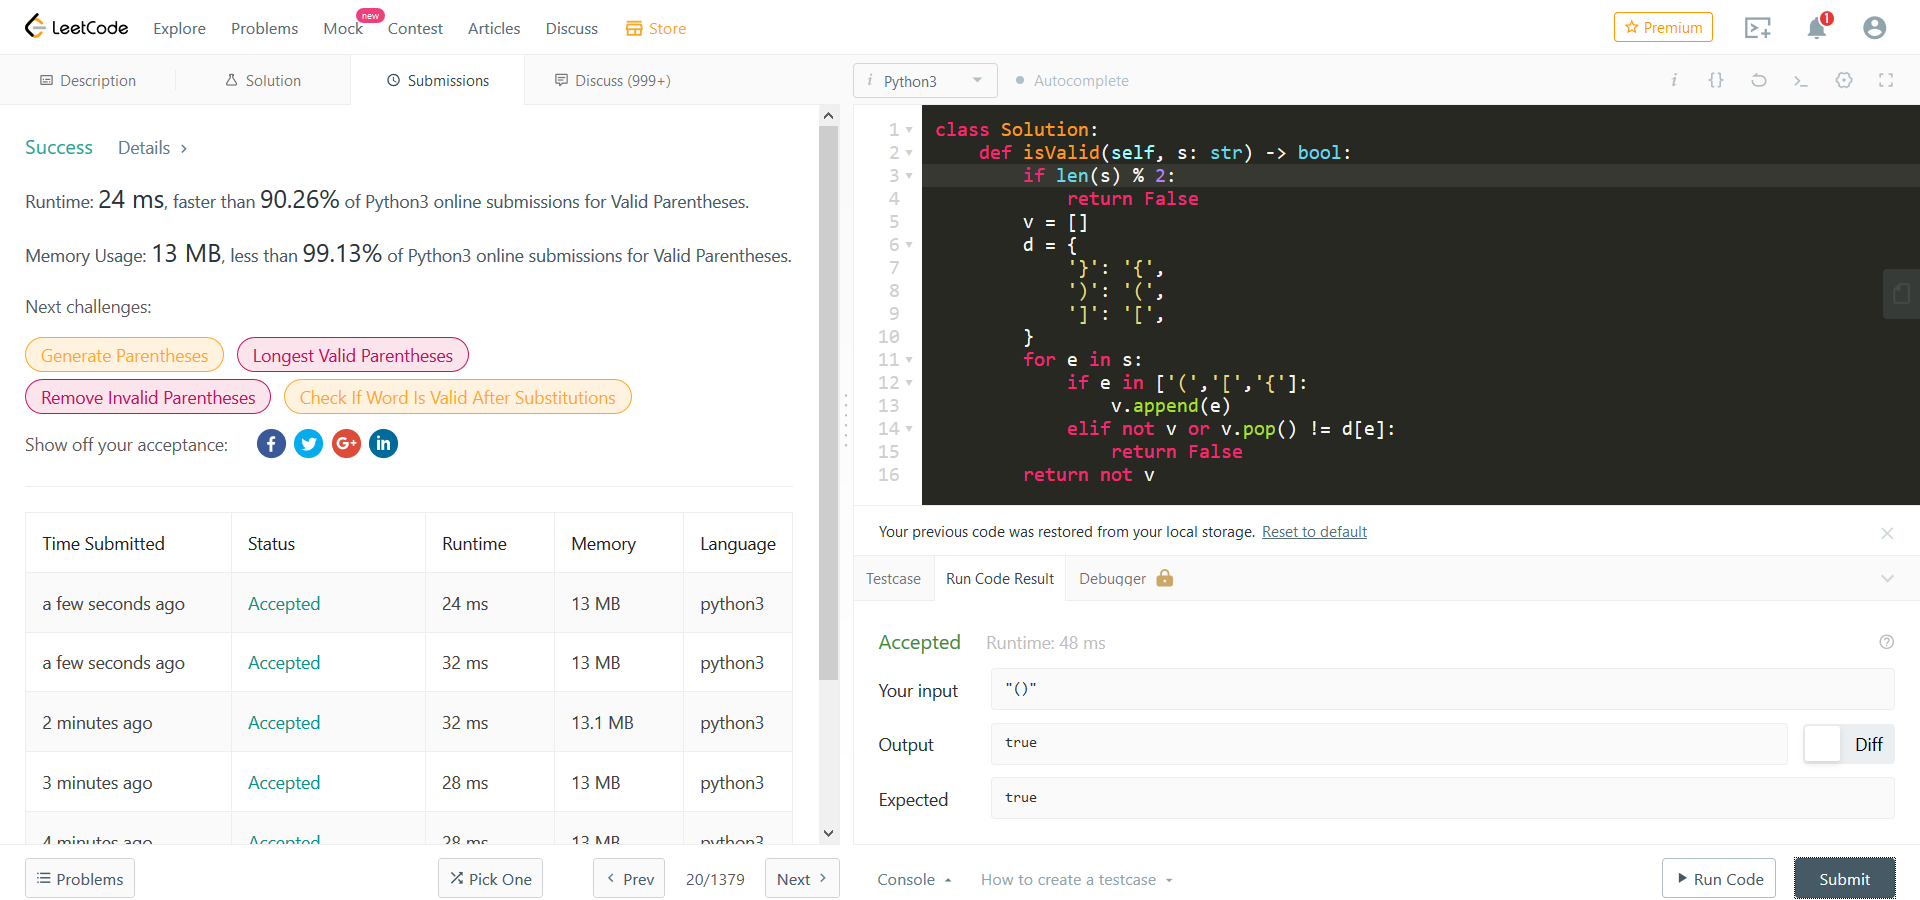 LeetCode Explore Problems Mock new Contest Articles Discuss Store Premium 1
Description Solution Submissions Discuss (999+)
Success Details
Runtime: 24 ms, faster than 90.26% of Python3 online submissions for Valid Parentheses.
Memory Usage: 13 MB, less than 99.13% of Python3 online submissions for Valid Parentheses.
Next challenges:
Generate Parentheses Longest Valid Parentheses
Remove Invalid Parentheses Check If Word Is Valid After Substitutions
Show off your acceptance:
Time Submitted Status Runtime Memory Language
a few seconds ago Accepted 24 ms 13 MB python3
a few seconds ago Accepted 32 ms 13 MB python3
2 minutes ago Accepted 32 ms 13.1 MB python3
3 minutes ago Accepted 28 ms 13 MB python3
4 minutes ago Accepted 28 ms 13 MB python3
Problems Pick One Prev 20/1379 Next
i Python3 Autocomplete i {}
1 class Solution:
2     def isValid(self, s: str) -> bool:
3         if len(s) % 2:
4             return False
5         v = []
6         d = {
7             '}': '{',
8             ')': '(',
9             ']': '[',
10         }
11         for e in s:
12             if e in ['(','[','{']:
13                 v.append(e)
14             elif not v or v.pop() != d[e]:
15                 return False
16         return not v
Your previous code was restored from your local storage. Reset to default
Testcase Run Code Result Debugger
Accepted Runtime: 48 ms
Your input "()"
Output true Diff
Expected true
Console How to create a testcase Run Code Submit